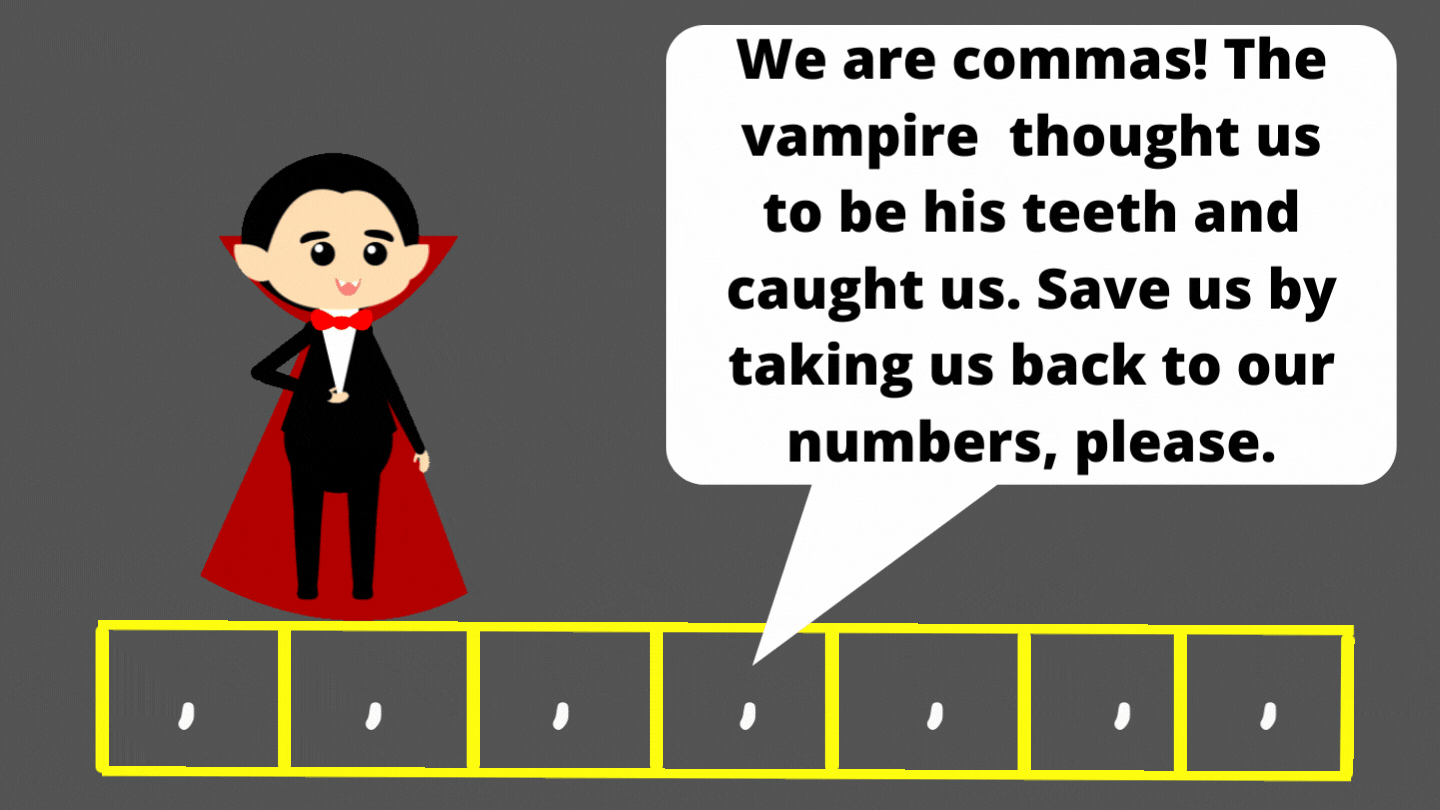 We are commas! The
vampire  thought us
to be his teeth and
caught us. Save us by
taking us back to our
numbers, please.
, , , , , , ,